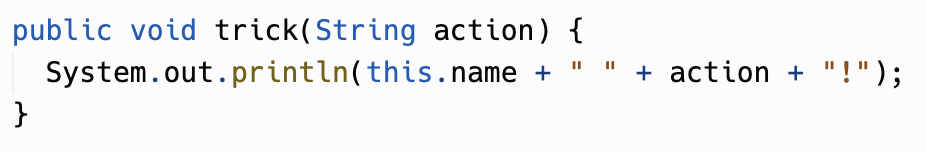 public void trick(String action) {
  System.out.println(this.name + " " + action + "!");
}